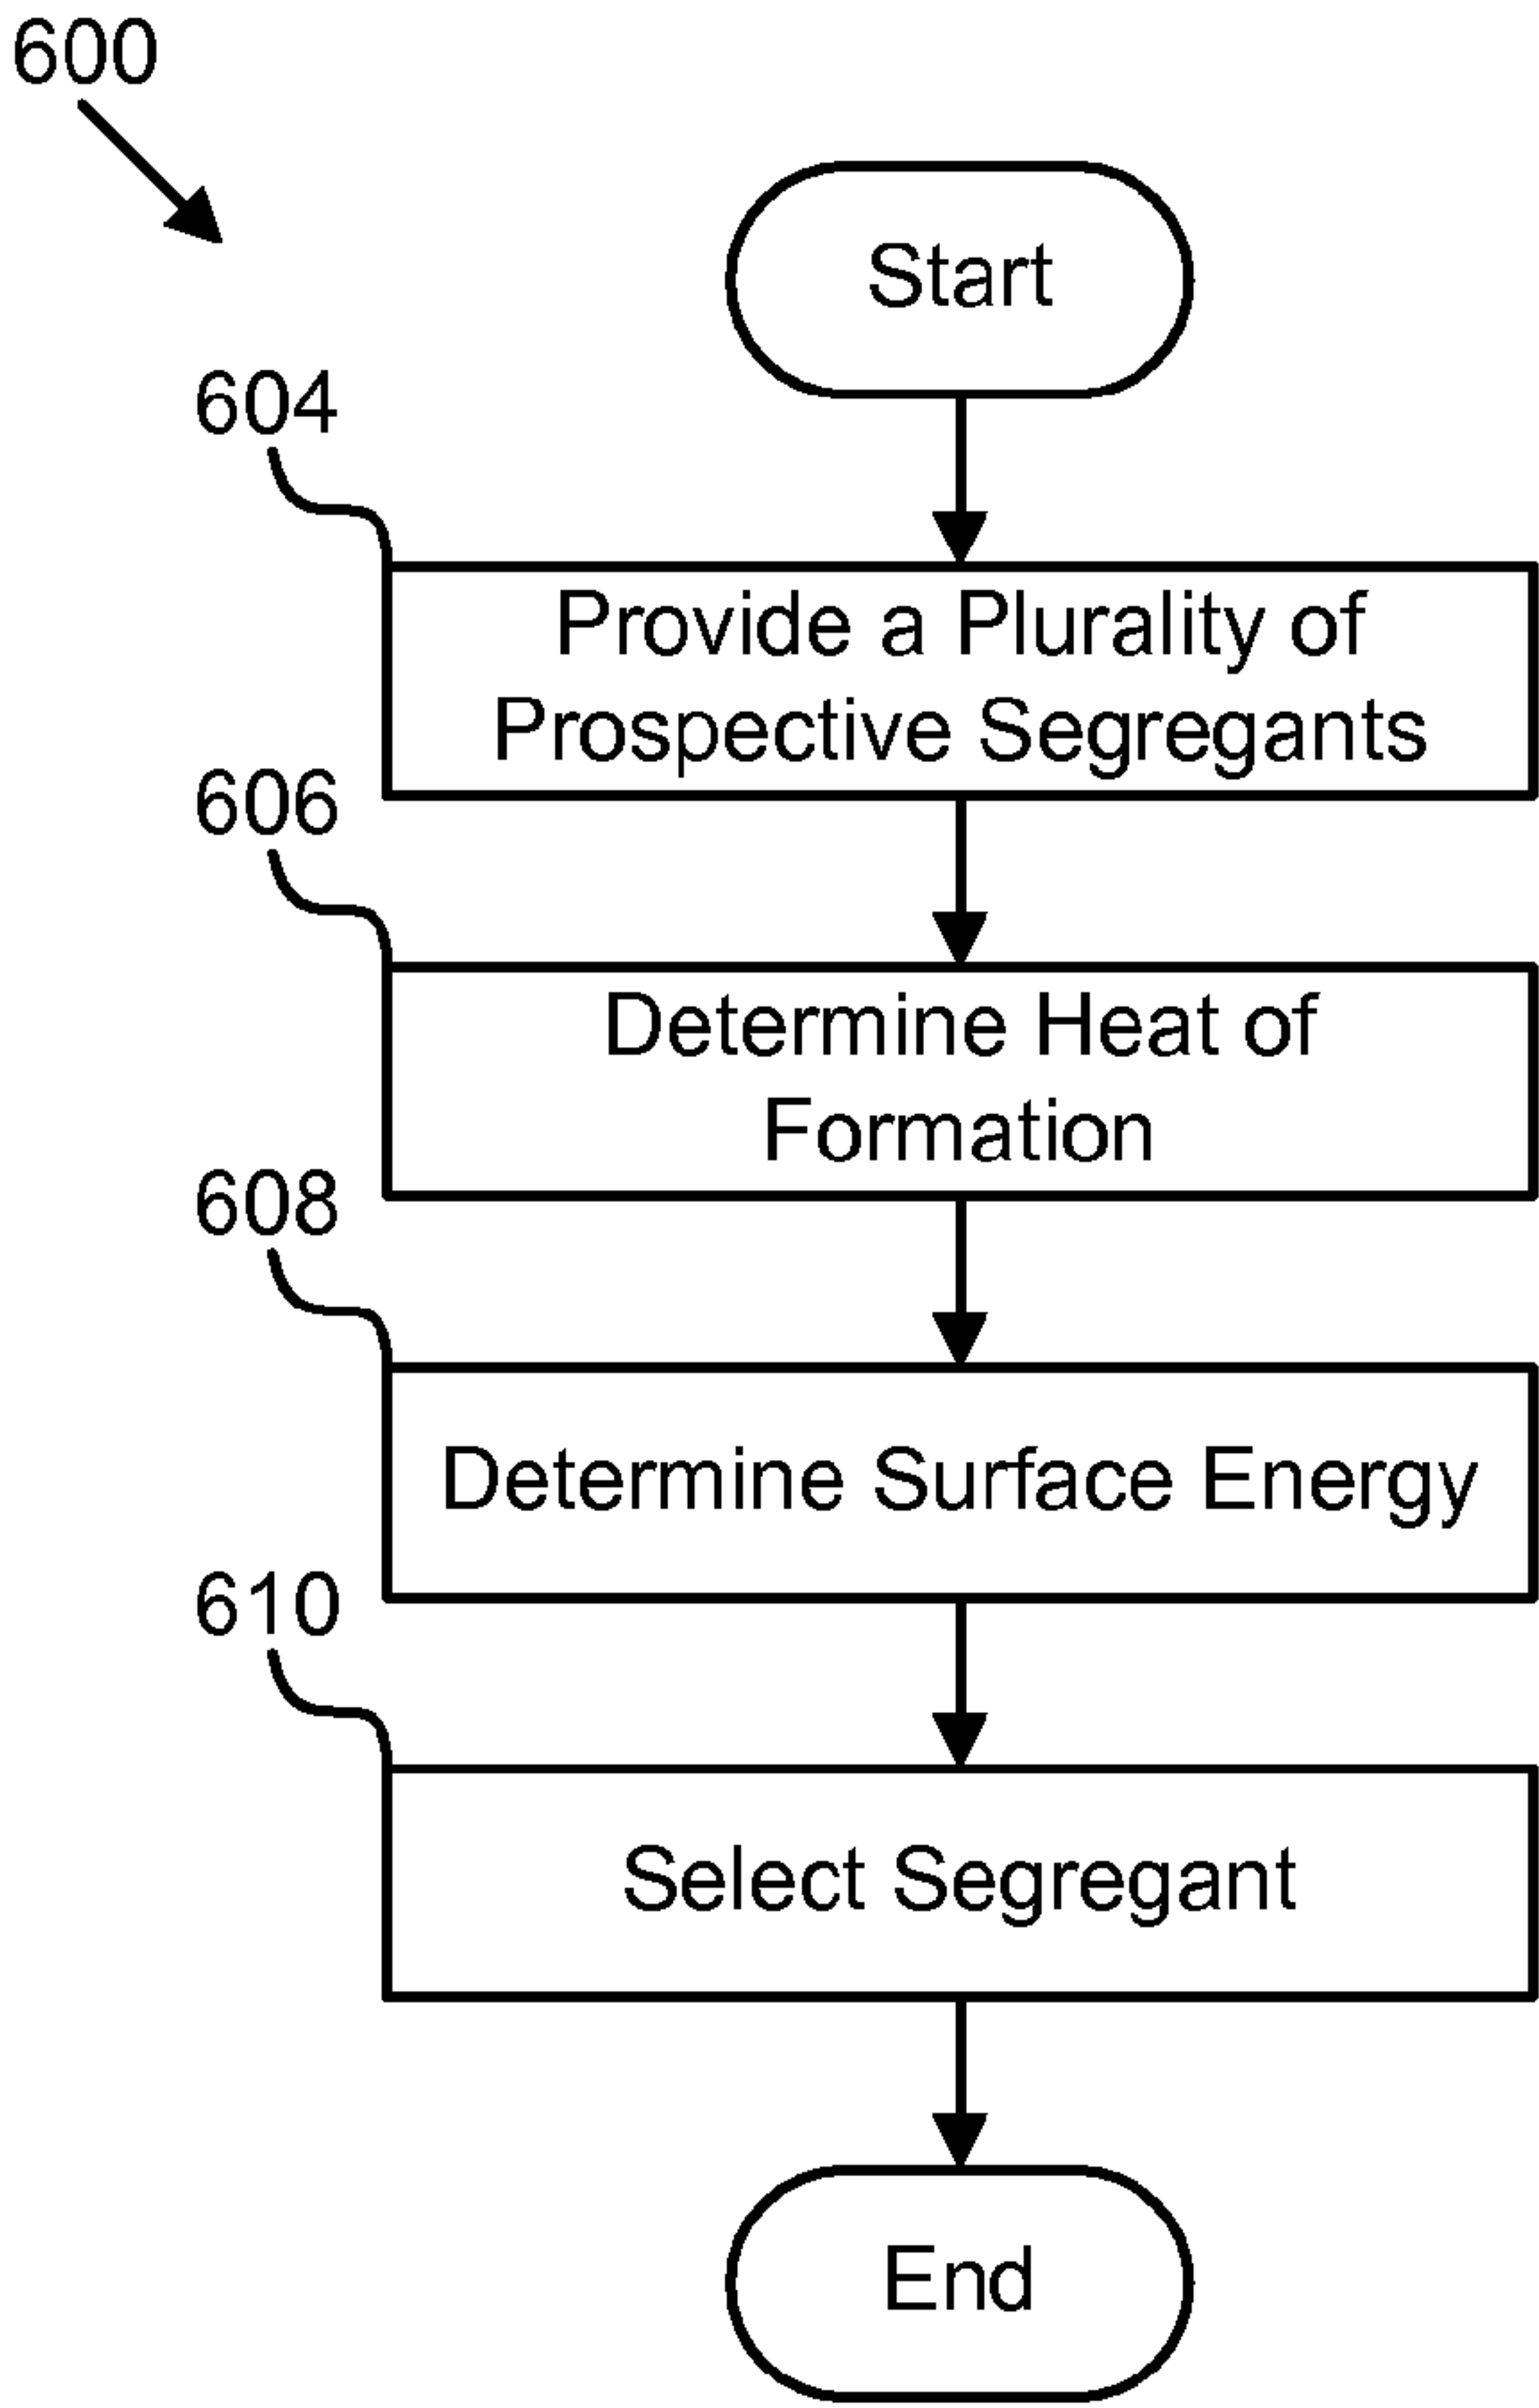 600
Start
604
Provide a Plurality of
Prospective Segregants
606
Determine Heat of
Formation
608
Determine Surface Energy
610
Select Segregant
End